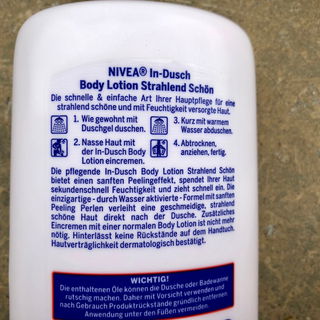 NIVEA® In-Dusch
Body Lotion Strahlend Schön
Die schnelle & einfache Art Ihrer Hautpflege für eine
strahlend schöne und mit Feuchtigkeit versorgte Haut.
1. Wie gewohnt mit
Duschgel duschen.
2. Nasse Haut mit
der In-Dusch Body
Lotion eincremen.
3. Kurz mit warmem
Wasser abduschen.
4. Abtrocknen,
anziehen, fertig.
Die pflegende In-Dusch Body Lotion Strahlend Schön
bietet einen sanften Peelingeffekt, spendet Ihrer Haut
sekundenschnell Feuchtigkeit und zieht schnell ein. Die
einzigartige - durch Wasser aktivierte - Formel mit sanften
Peeling Perlen verleiht eine geschmeidige, strahlend
schöne Haut direkt nach der Dusche. Zusätzliches
Eincremen mit einer normalen Body Lotion ist nicht mehr
nötig. Hinterlässt keine Rückstände auf dem Handtuch.
Hautverträglichkeit dermatologisch bestätigt.
WICHTIG!
Die enthaltenen Öle können die Dusche oder Badewanne
rutschig machen. Daher mit Vorsicht verwenden und
nach Gebrauch Produktrückstände gründlich entfernen.
Anwendung unter den Füßen vermeiden.